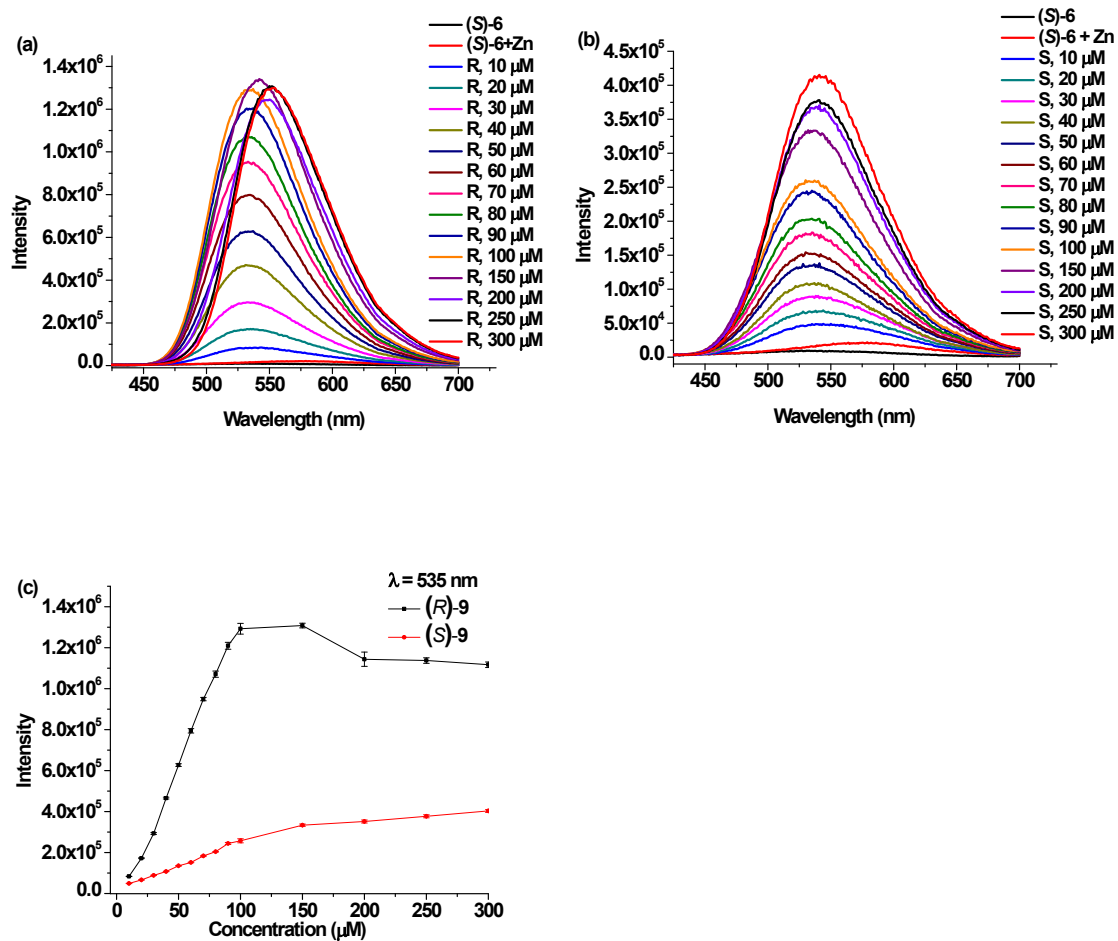 (a)
(S)-6
(S)-6+Zn
R, 10 µM
R, 20 µM
R, 30 µM
R, 40 µM
R, 50 µM
R, 60 µM
R, 70 µM
R, 80 µM
R, 90 µM
R, 100 µM
R, 150 µM
R, 200 µM
R, 250 µM
R, 300 µM
1.4x10⁶
1.2x10⁶
1.0x10⁶
8.0x10⁵
6.0x10⁵
4.0x10⁵
2.0x10⁵
0.0
Intensity
450 500 550 600 650 700
Wavelength (nm)
(b)
(S)-6
(S)-6 + Zn
S, 10 µM
S, 20 µM
S, 30 µM
S, 40 µM
S, 50 µM
S, 60 µM
S, 70 µM
S, 80 µM
S, 90 µM
S, 100 µM
S, 150 µM
S, 200 µM
S, 250 µM
S, 300 µM
4.5x10⁵
4.0x10⁵
3.5x10⁵
3.0x10⁵
2.5x10⁵
2.0x10⁵
1.5x10⁵
1.0x10⁵
5.0x10⁴
0.0
Intensity
450 500 550 600 650 700
Wavelength (nm)
(c)
λ = 535 nm
(R)-9
(S)-9
1.4x10⁶
1.2x10⁶
1.0x10⁶
8.0x10⁵
6.0x10⁵
4.0x10⁵
2.0x10⁵
0.0
Intensity
0 50 100 150 200 250 300
Concentration (µM)